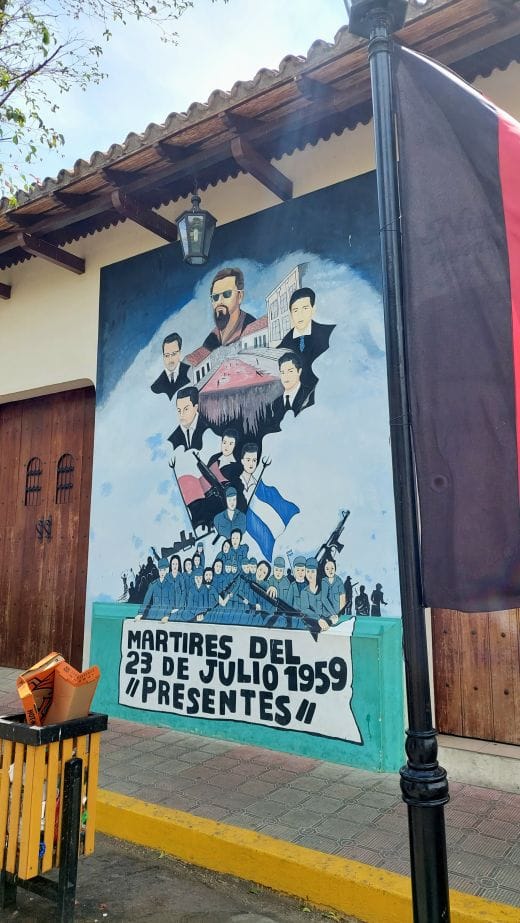 MARTIRES DEL
23 DE JULIO 1959
"PRESENTES"